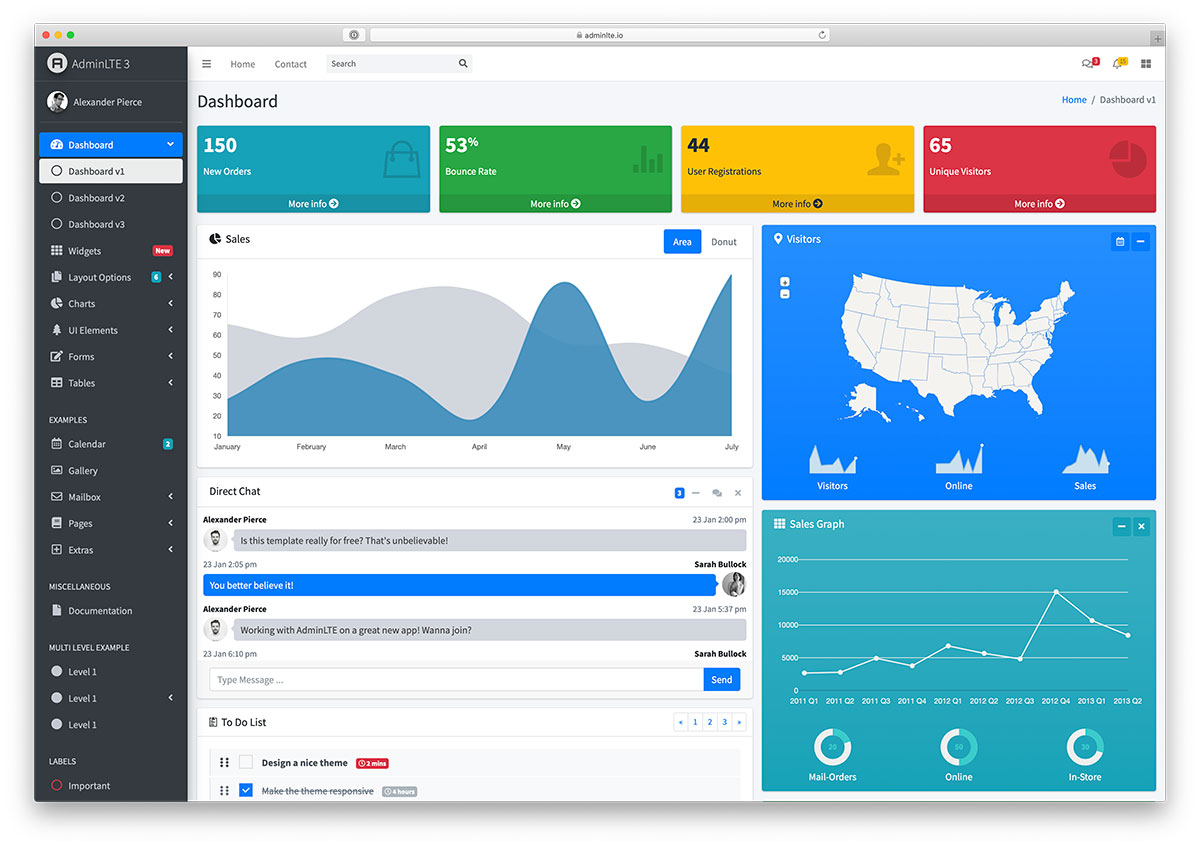 adminlte.io
AdminLTE 3
Home Contact Search
3
15
Alexander Pierce
Dashboard
Dashboard v1
Dashboard v2
Dashboard v3
Widgets New
Layout Options 6
Charts
UI Elements
Forms
Tables
EXAMPLES
Calendar 2
Gallery
Mailbox
Pages
Extras
MISCELLANEOUS
Documentation
MULTI LEVEL EXAMPLE
Level 1
Level 1
Level 1
LABELS
Important
Dashboard
Home / Dashboard v1
150
New Orders
More info
53%
Bounce Rate
More info
44
User Registrations
More info
65
Unique Visitors
More info
Sales
Area Donut
90
80
70
60
50
40
30
20
10
January February March April May June July
Direct Chat 3
Alexander Pierce 23 Jan 2:00 pm
Is this template really for free? That's unbelievable!
23 Jan 2:05 pm Sarah Bullock
You better believe it!
Alexander Pierce 23 Jan 5:37 pm
Working with AdminLTE on a great new app! Wanna join?
23 Jan 6:10 pm Sarah Bullock
Type Message ... Send
To Do List
« 1 2 3 »
Design a nice theme 2 mins
Make the theme responsive 4 hours
Visitors
+
−
Visitors Online Sales
Sales Graph
20000
15000
10000
5000
0
2011 Q1 2011 Q2 2011 Q3 2011 Q4 2012 Q1 2012 Q2 2012 Q3 2012 Q4 2013 Q1 2013 Q2
20 50 30
Mail-Orders Online In-Store